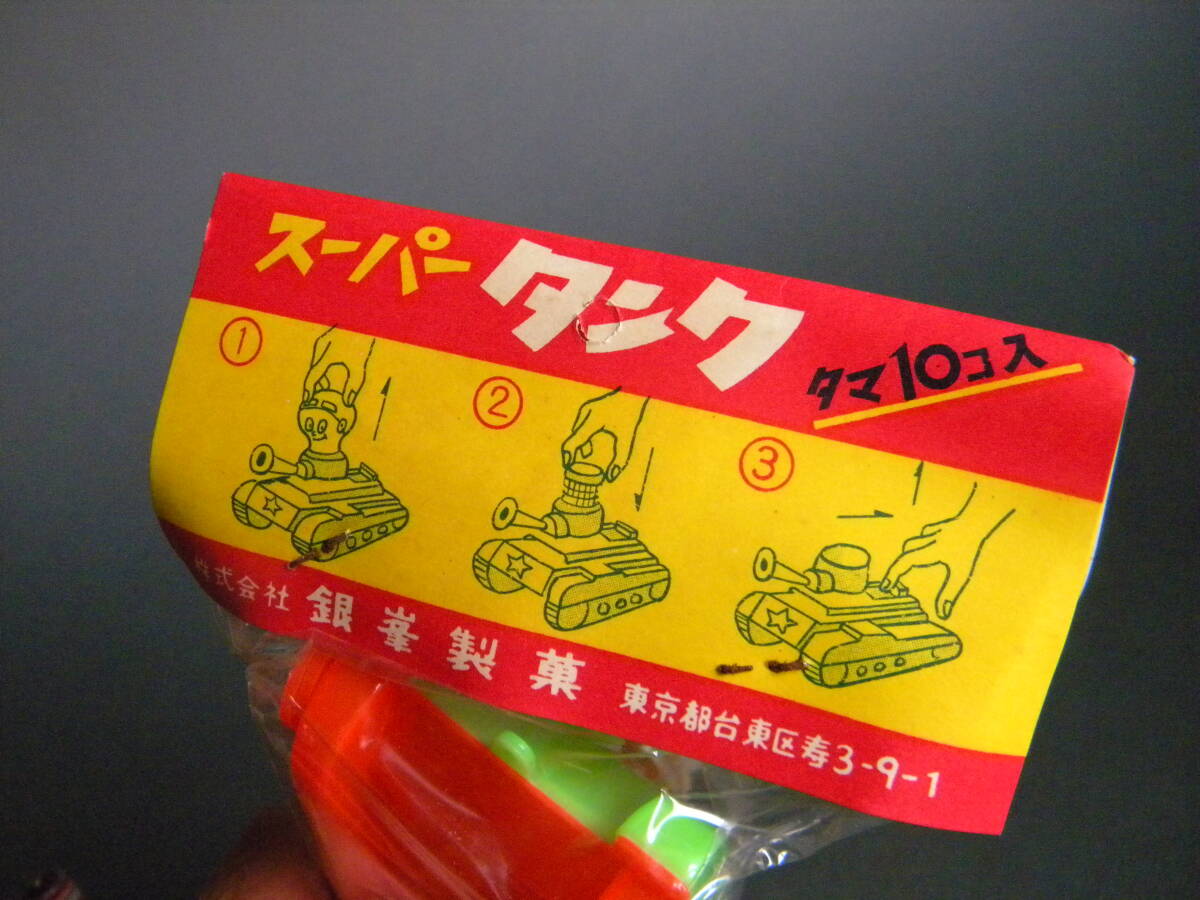 スーパータンク
タマ10コ入
①
②
③
株式会社 銀峯製菓 東京都台東区寿3-9-1